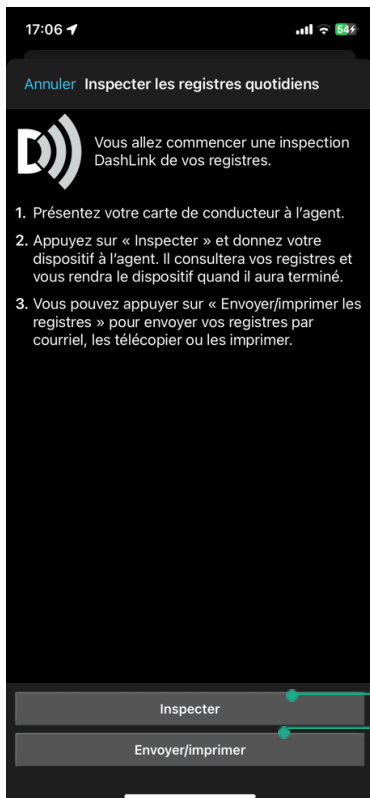 17:06
54
Annuler Inspecter les registres quotidiens
D
Vous allez commencer une inspection
DashLink de vos registres.
1. Présentez votre carte de conducteur à l'agent.
2. Appuyez sur « Inspecter » et donnez votre
dispositif à l'agent. Il consultera vos registres et
vous rendra le dispositif quand il aura terminé.
3. Vous pouvez appuyer sur « Envoyer/imprimer les
registres » pour envoyer vos registres par
courriel, les télécopier ou les imprimer.
Inspecter
Envoyer/imprimer